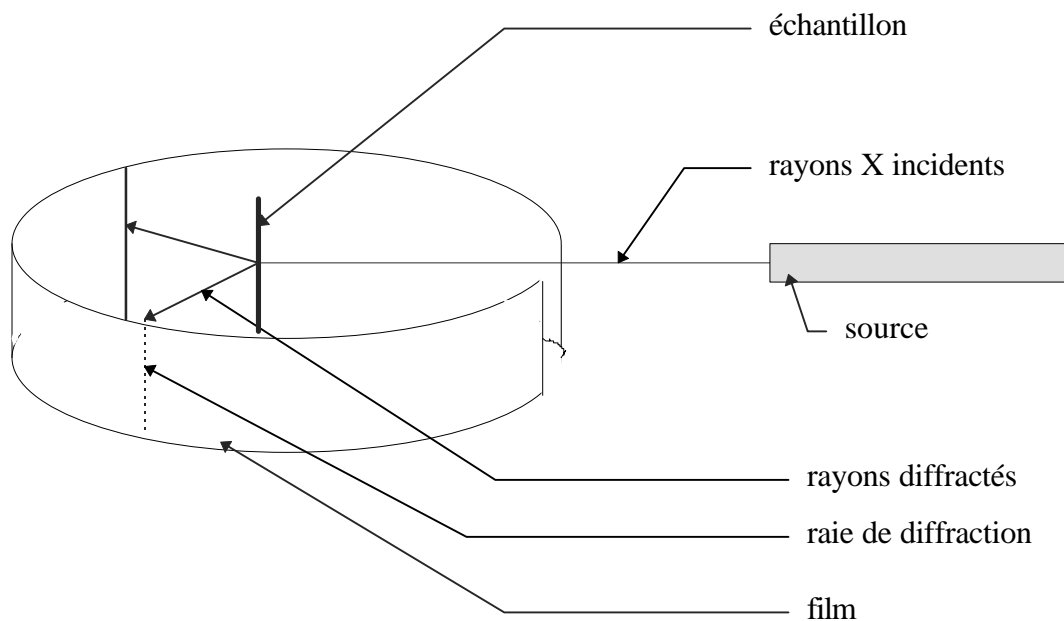 échantillon
rayons X incidents
source
rayons diffractés
raie de diffraction
film